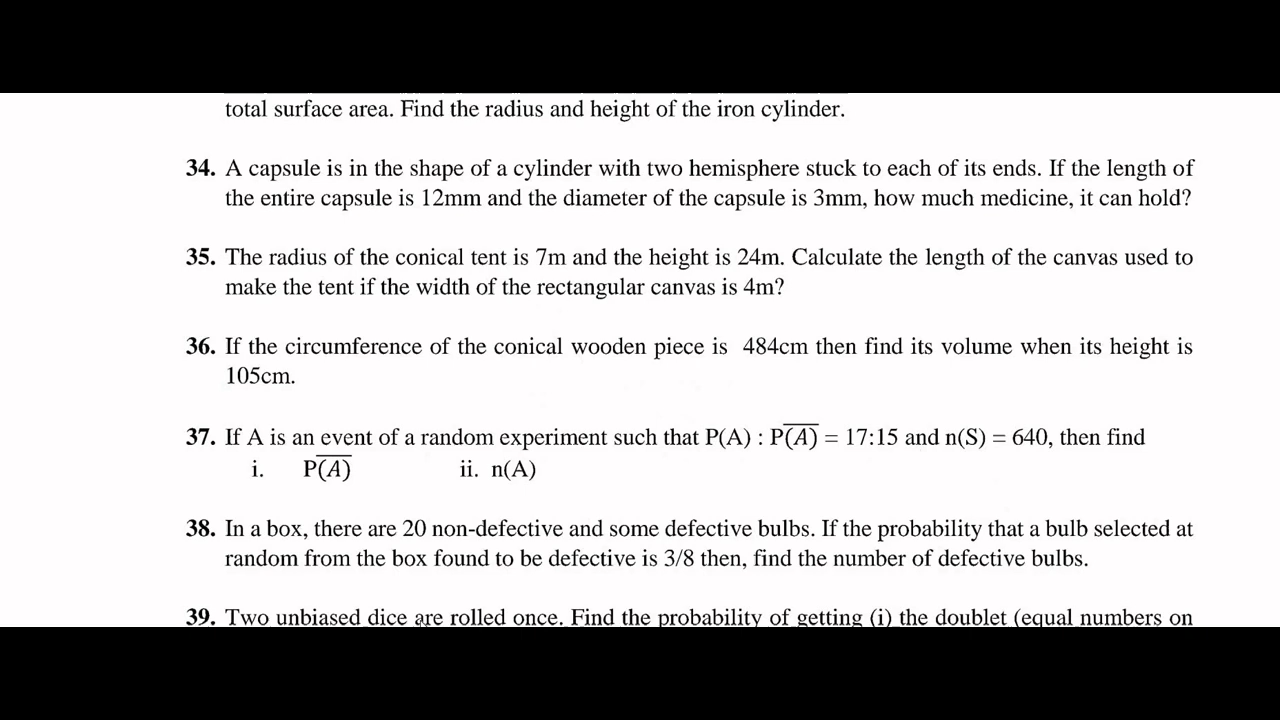 total surface area. Find the radius and height of the iron cylinder.
34. A capsule is in the shape of a cylinder with two hemisphere stuck to each of its ends. If the length of
the entire capsule is 12mm and the diameter of the capsule is 3mm, how much medicine, it can hold?
35. The radius of the conical tent is 7m and the height is 24m. Calculate the length of the canvas used to
make the tent if the width of the rectangular canvas is 4m?
36. If the circumference of the conical wooden piece is 484cm then find its volume when its height is
105cm.
37. If A is an event of a random experiment such that P(A) : P(A̅) = 17:15 and n(S) = 640, then find
i. P(A̅) ii. n(A)
38. In a box, there are 20 non-defective and some defective bulbs. If the probability that a bulb selected at
random from the box found to be defective is 3/8 then, find the number of defective bulbs.
39. Two unbiased dice are rolled once. Find the probability of getting (i) the doublet (equal numbers on